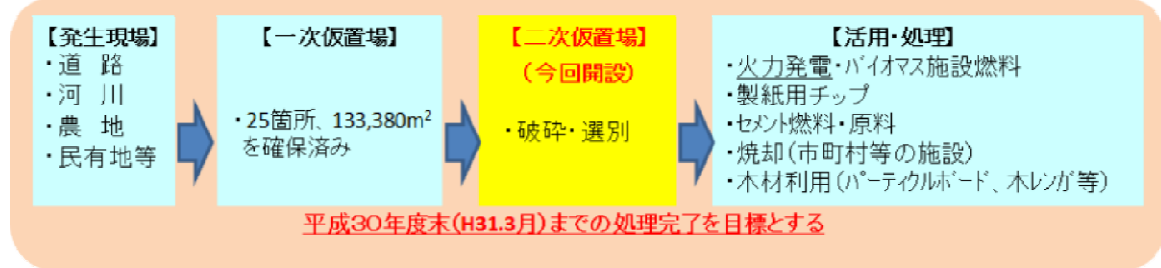 【発生現場】
・道　路
・河　川
・農　地
・民有地等
【一次仮置場】
・25箇所、133,380m²
を確保済み
【二次仮置場】
（今回開設）
・破砕・選別
【活用・処理】
・火力発電・バイオマス施設燃料
・製紙用チップ
・セメント燃料・原料
・焼却（市町村等の施設）
・木材利用（パーティクルボード、木レンガ等）
平成30年度末（H31.3月）までの処理完了を目標とする